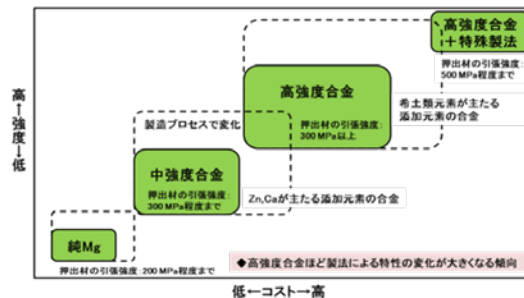 高強度合金
＋特殊製法
押出材の引張強度:
500 MPa程度まで
高強度合金
押出材の引張強度:
300 MPa以上
希土類元素が主たる
添加元素の合金
製造プロセスで変化
中強度合金
押出材の引張強度:
300 MPa程度まで
Zn,Caが主たる添加元素の合金
純Mg
押出材の引張強度:200 MPa程度まで
◆高強度合金ほど製法による特性の変化が大きくなる傾向
高←強度→低
低←コスト→高